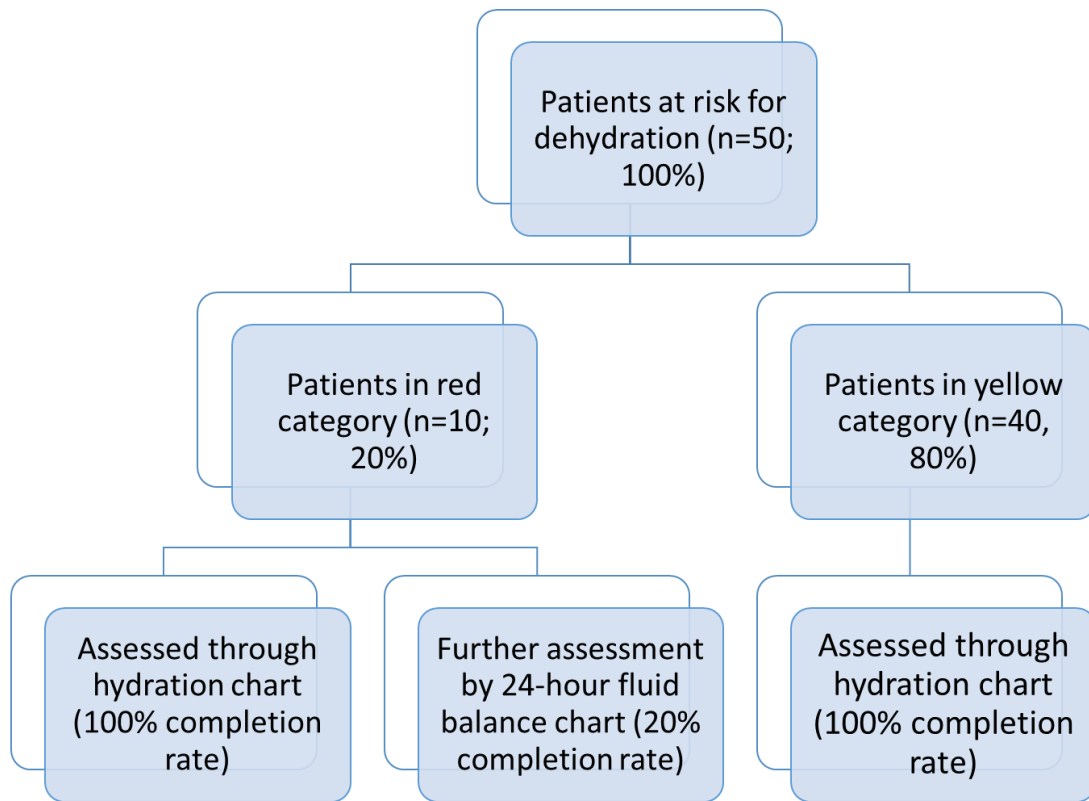 Patients at risk for
dehydration (n=50;
100%)
Patients in red
category (n=10;
20%)
Patients in yellow
category (n=40,
80%)
Assessed through
hydration chart
(100% completion
rate)
Further assessment
by 24-hour fluid
balance chart (20%
completion rate)
Assessed through
hydration chart
(100% completion
rate)